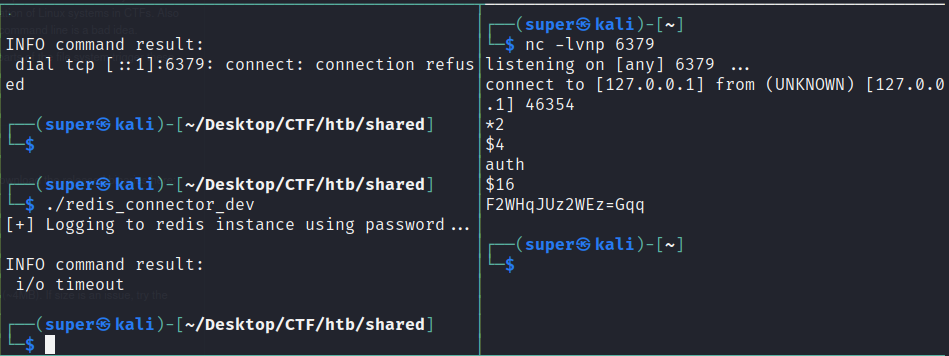 INFO command result:
 dial tcp [::1]:6379: connect: connection refus
ed
┌──(super㉿kali)-[~/Desktop/CTF/htb/shared]
└─$
┌──(super㉿kali)-[~/Desktop/CTF/htb/shared]
└─$ ./redis_connector_dev
[+] Logging to redis instance using password...
INFO command result:
 i/o timeout
┌──(super㉿kali)-[~/Desktop/CTF/htb/shared]
└─$
┌──(super㉿kali)-[~]
└─$ nc -lvnp 6379
listening on [any] 6379 ...
connect to [127.0.0.1] from (UNKNOWN) [127.0.0
.1] 46354
*2
$4
auth
$16
F2WHqJUz2WEz=Gqq
┌──(super㉿kali)-[~]
└─$